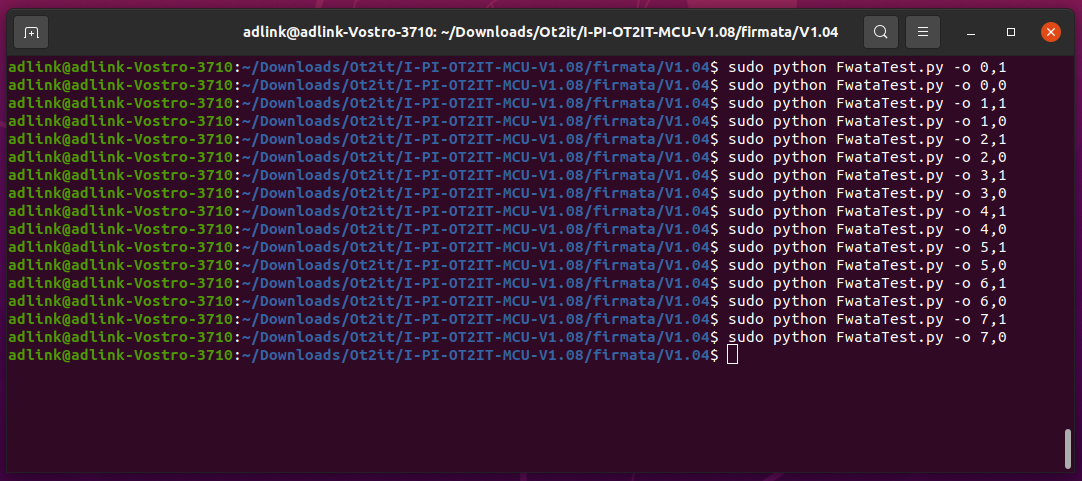 adlink@adlink-Vostro-3710: ~/Downloads/Ot2it/I-PI-OT2IT-MCU-V1.08/firmata/V1.04
adlink@adlink-Vostro-3710:~/Downloads/Ot2it/I-PI-OT2IT-MCU-V1.08/firmata/V1.04$ sudo python FwataTest.py -o 0,1
adlink@adlink-Vostro-3710:~/Downloads/Ot2it/I-PI-OT2IT-MCU-V1.08/firmata/V1.04$ sudo python FwataTest.py -o 0,0
adlink@adlink-Vostro-3710:~/Downloads/Ot2it/I-PI-OT2IT-MCU-V1.08/firmata/V1.04$ sudo python FwataTest.py -o 1,1
adlink@adlink-Vostro-3710:~/Downloads/Ot2it/I-PI-OT2IT-MCU-V1.08/firmata/V1.04$ sudo python FwataTest.py -o 1,0
adlink@adlink-Vostro-3710:~/Downloads/Ot2it/I-PI-OT2IT-MCU-V1.08/firmata/V1.04$ sudo python FwataTest.py -o 2,1
adlink@adlink-Vostro-3710:~/Downloads/Ot2it/I-PI-OT2IT-MCU-V1.08/firmata/V1.04$ sudo python FwataTest.py -o 2,0
adlink@adlink-Vostro-3710:~/Downloads/Ot2it/I-PI-OT2IT-MCU-V1.08/firmata/V1.04$ sudo python FwataTest.py -o 3,1
adlink@adlink-Vostro-3710:~/Downloads/Ot2it/I-PI-OT2IT-MCU-V1.08/firmata/V1.04$ sudo python FwataTest.py -o 3,0
adlink@adlink-Vostro-3710:~/Downloads/Ot2it/I-PI-OT2IT-MCU-V1.08/firmata/V1.04$ sudo python FwataTest.py -o 4,1
adlink@adlink-Vostro-3710:~/Downloads/Ot2it/I-PI-OT2IT-MCU-V1.08/firmata/V1.04$ sudo python FwataTest.py -o 4,0
adlink@adlink-Vostro-3710:~/Downloads/Ot2it/I-PI-OT2IT-MCU-V1.08/firmata/V1.04$ sudo python FwataTest.py -o 5,1
adlink@adlink-Vostro-3710:~/Downloads/Ot2it/I-PI-OT2IT-MCU-V1.08/firmata/V1.04$ sudo python FwataTest.py -o 5,0
adlink@adlink-Vostro-3710:~/Downloads/Ot2it/I-PI-OT2IT-MCU-V1.08/firmata/V1.04$ sudo python FwataTest.py -o 6,1
adlink@adlink-Vostro-3710:~/Downloads/Ot2it/I-PI-OT2IT-MCU-V1.08/firmata/V1.04$ sudo python FwataTest.py -o 6,0
adlink@adlink-Vostro-3710:~/Downloads/Ot2it/I-PI-OT2IT-MCU-V1.08/firmata/V1.04$ sudo python FwataTest.py -o 7,1
adlink@adlink-Vostro-3710:~/Downloads/Ot2it/I-PI-OT2IT-MCU-V1.08/firmata/V1.04$ sudo python FwataTest.py -o 7,0
adlink@adlink-Vostro-3710:~/Downloads/Ot2it/I-PI-OT2IT-MCU-V1.08/firmata/V1.04$